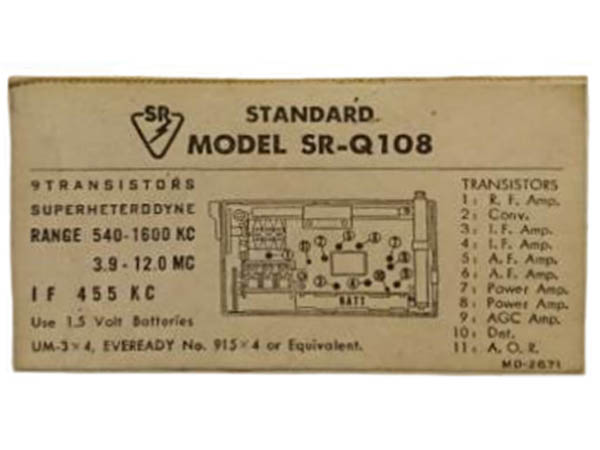 SR
STANDARD
MODEL SR-Q108
9 TRANSISTORS
SUPERHETERODYNE
RANGE 540-1600 KC
3.9-12.0 MC
IF 455 KC
Use 1.5 Volt Batteries
UM-3×4, EVEREADY No. 915×4 or Equivalent.
BATT
TRANSISTORS
1: R. F. Amp.
2: Conv.
3: I. F. Amp.
4: I. F. Amp.
5: A. F. Amp.
6: A. F. Amp.
7: Power Amp.
8: Power Amp.
9: AGC Amp.
10: Det.
11: A. O. R.
MD-2671